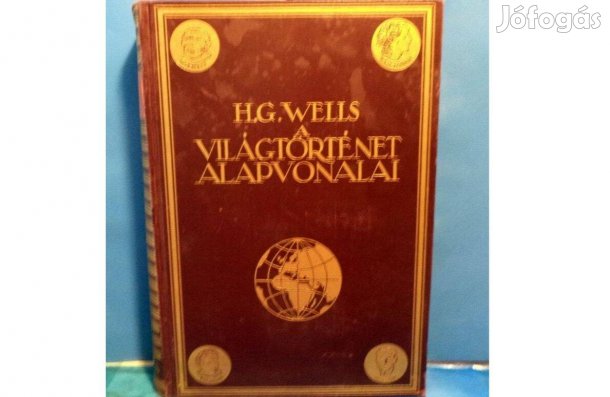 Jófogás
H.G. WELLS
A
VILÁGTÖRTÉNET
ALAPVONALAI